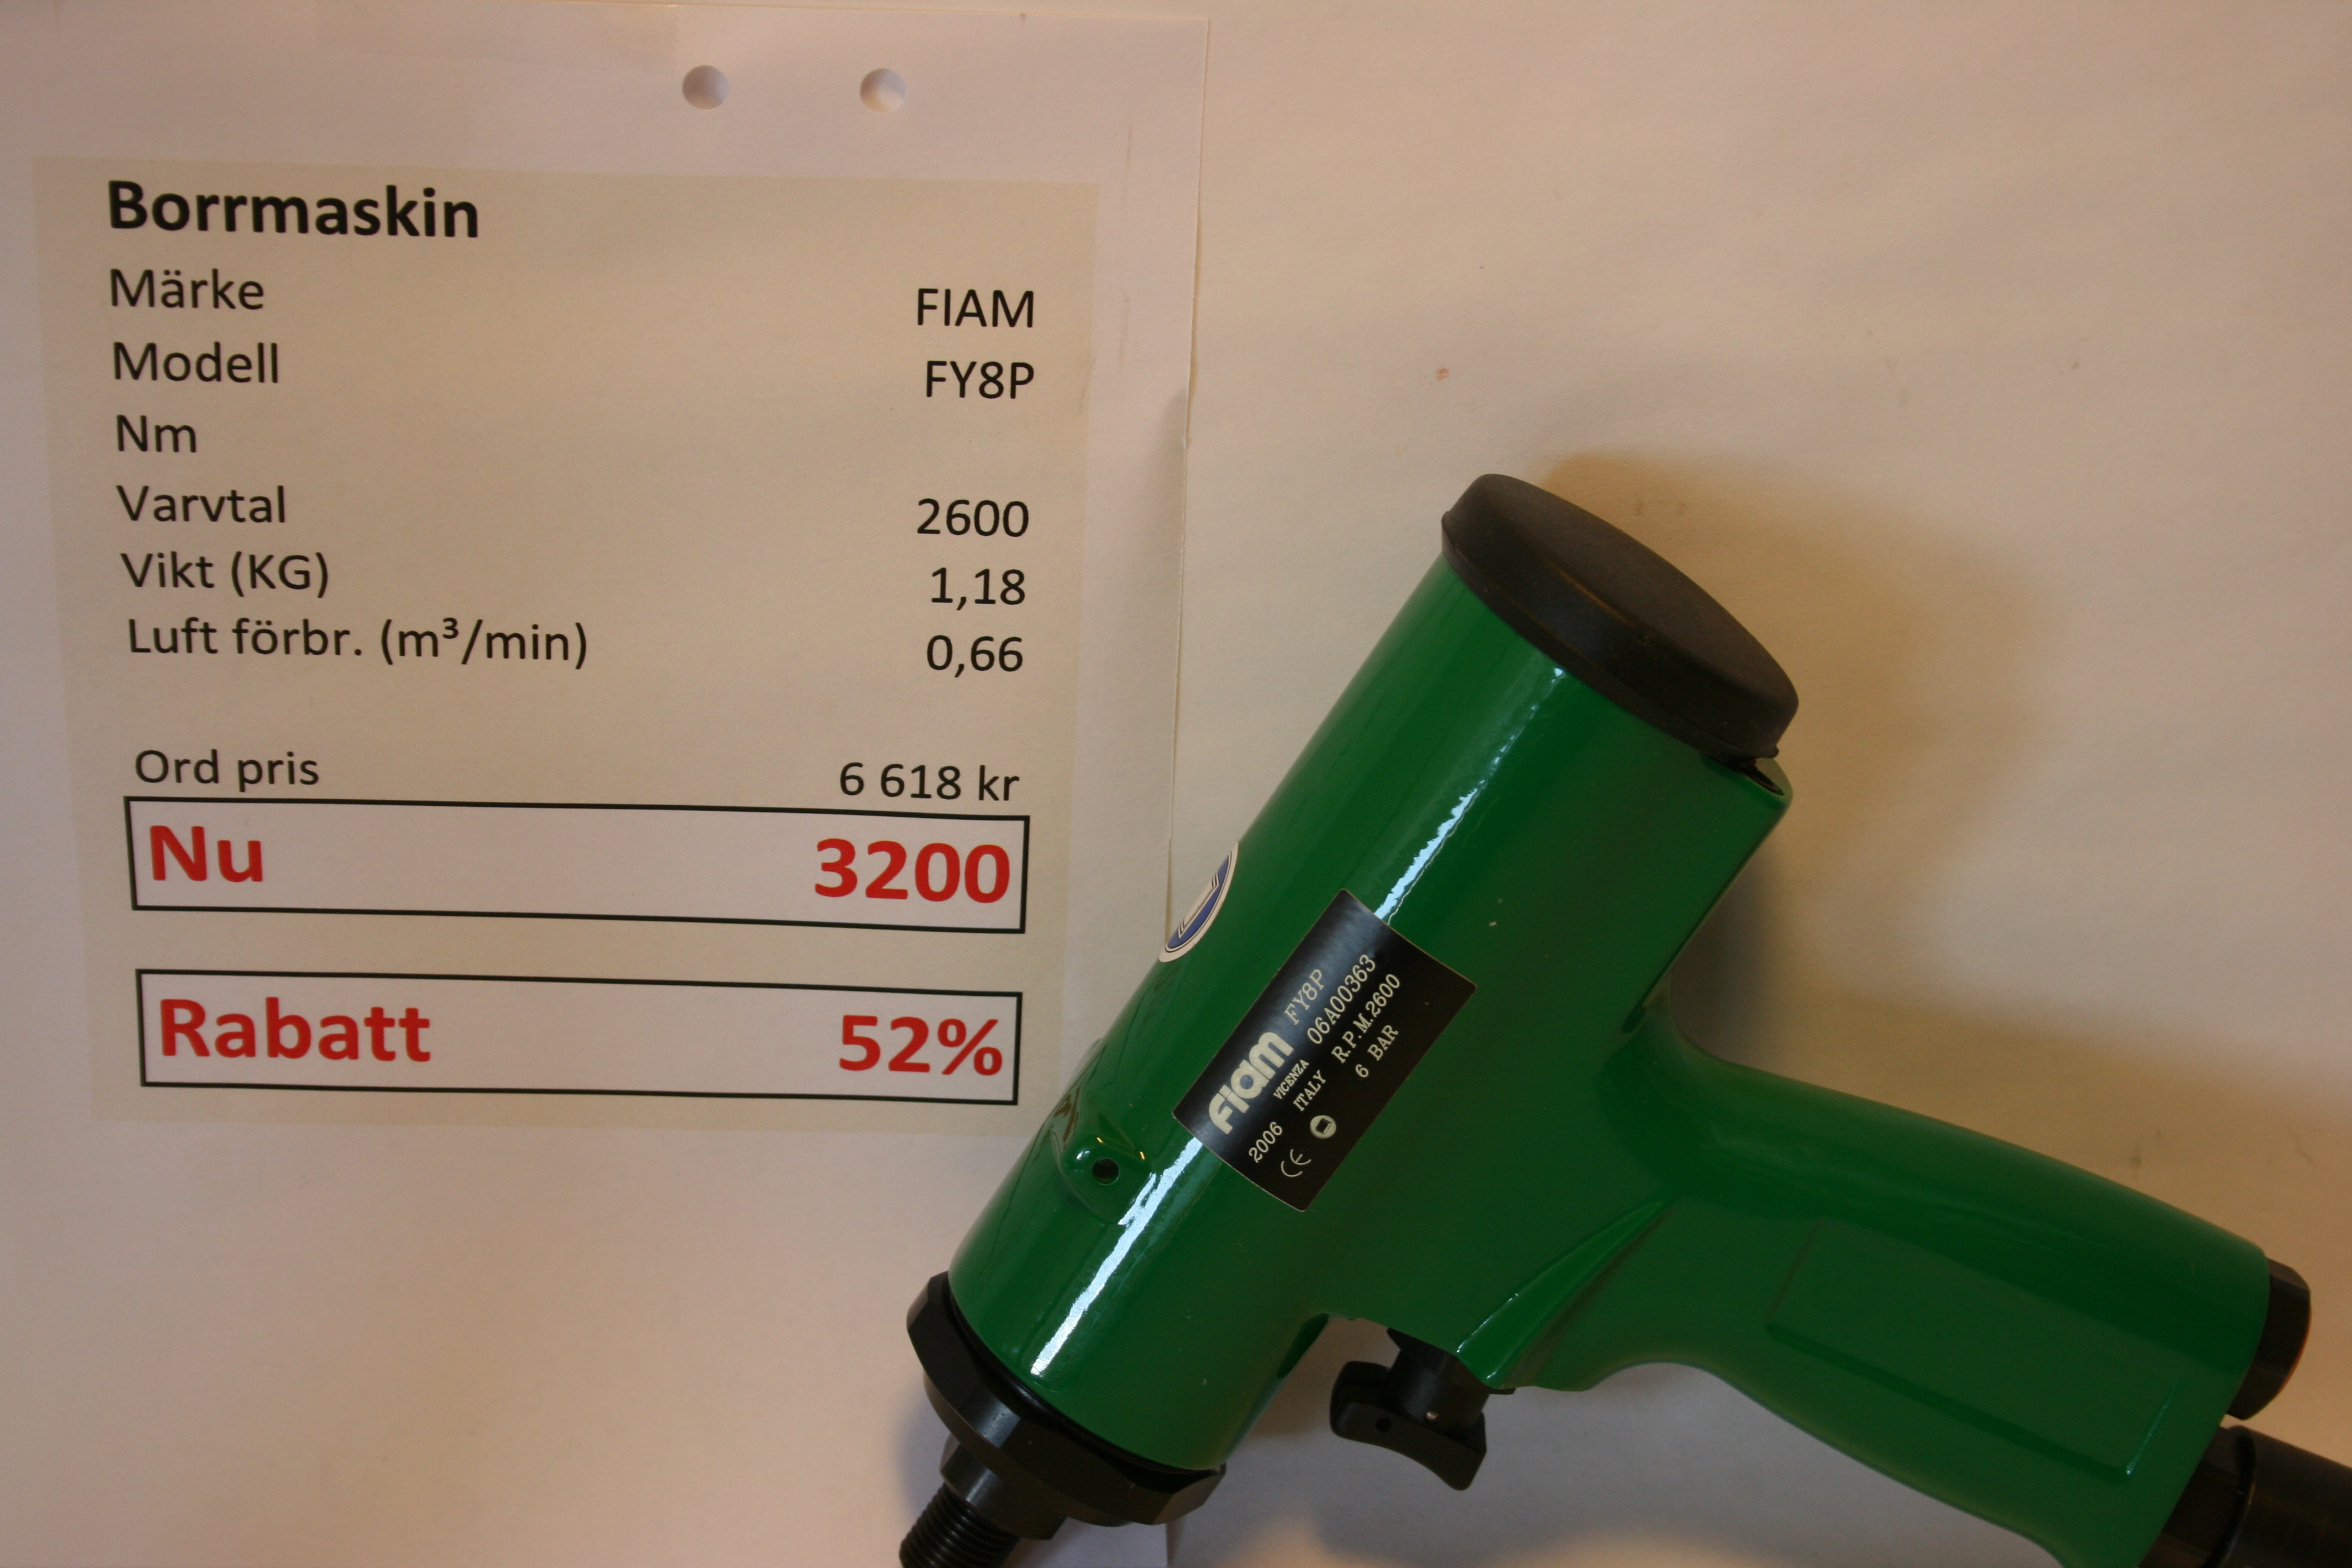 Borrmaskin
Märke FIAM
Modell FY8P
Nm
Varvtal 2600
Vikt (KG) 1,18
Luft förbr. (m³/min) 0,66
Ord pris 6 618 kr
Nu 3200
Rabatt 52%
Fiam FY8P
VICENZA 06A00363
ITALY R.P.M.2600
2006 6 BAR
CE